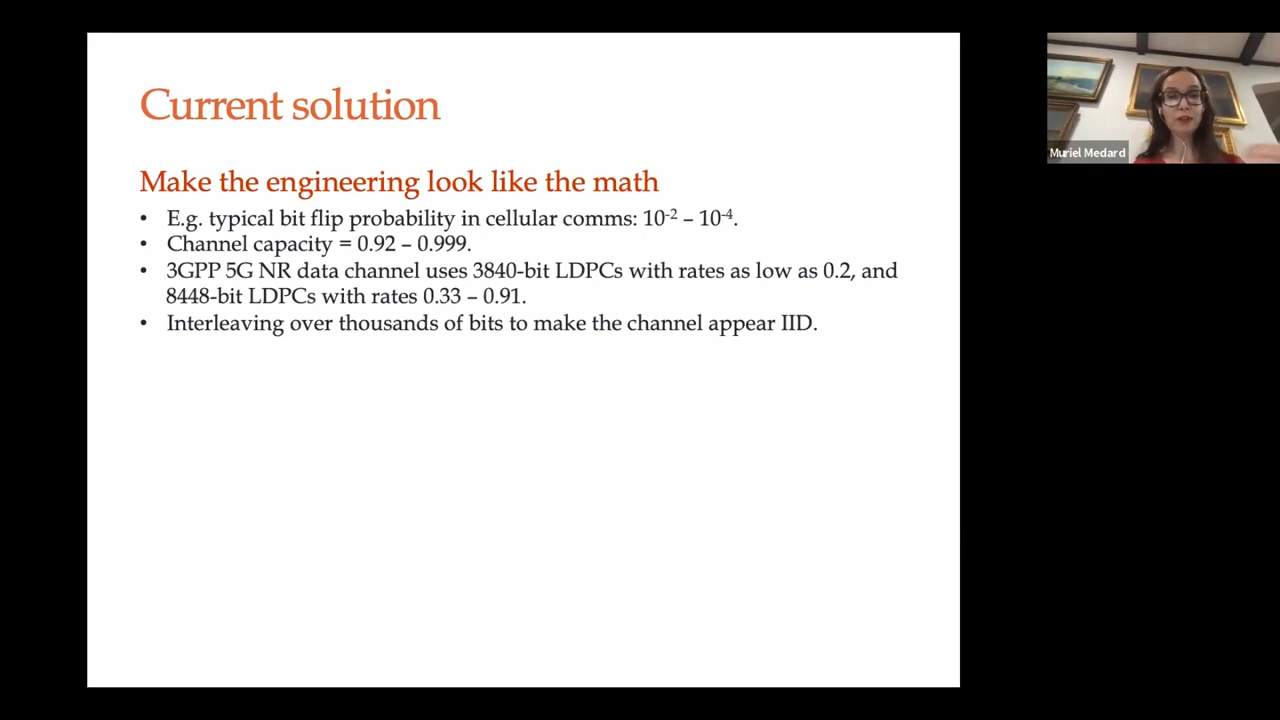 Current solution
Make the engineering look like the math
• E.g. typical bit flip probability in cellular comms: 10⁻² – 10⁻⁴.
• Channel capacity = 0.92 – 0.999.
• 3GPP 5G NR data channel uses 3840-bit LDPCs with rates as low as 0.2, and
8448-bit LDPCs with rates 0.33 – 0.91.
• Interleaving over thousands of bits to make the channel appear IID.
Muriel Medard